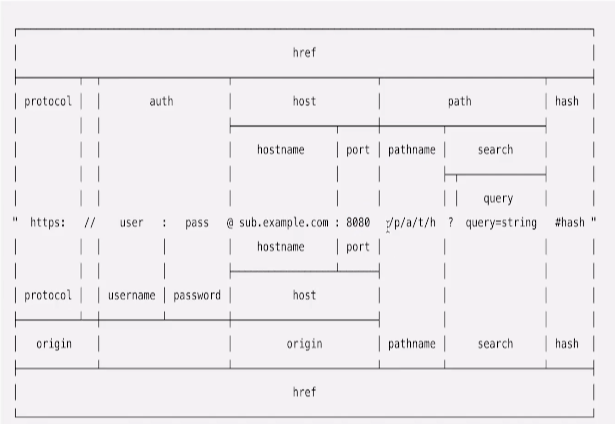 href
protocol auth host path hash
hostname port pathname search
query
" https: // user : pass @ sub.example.com : 8080 /p/a/t/h ? query=string #hash "
hostname port
protocol username password host
origin origin pathname search hash
href